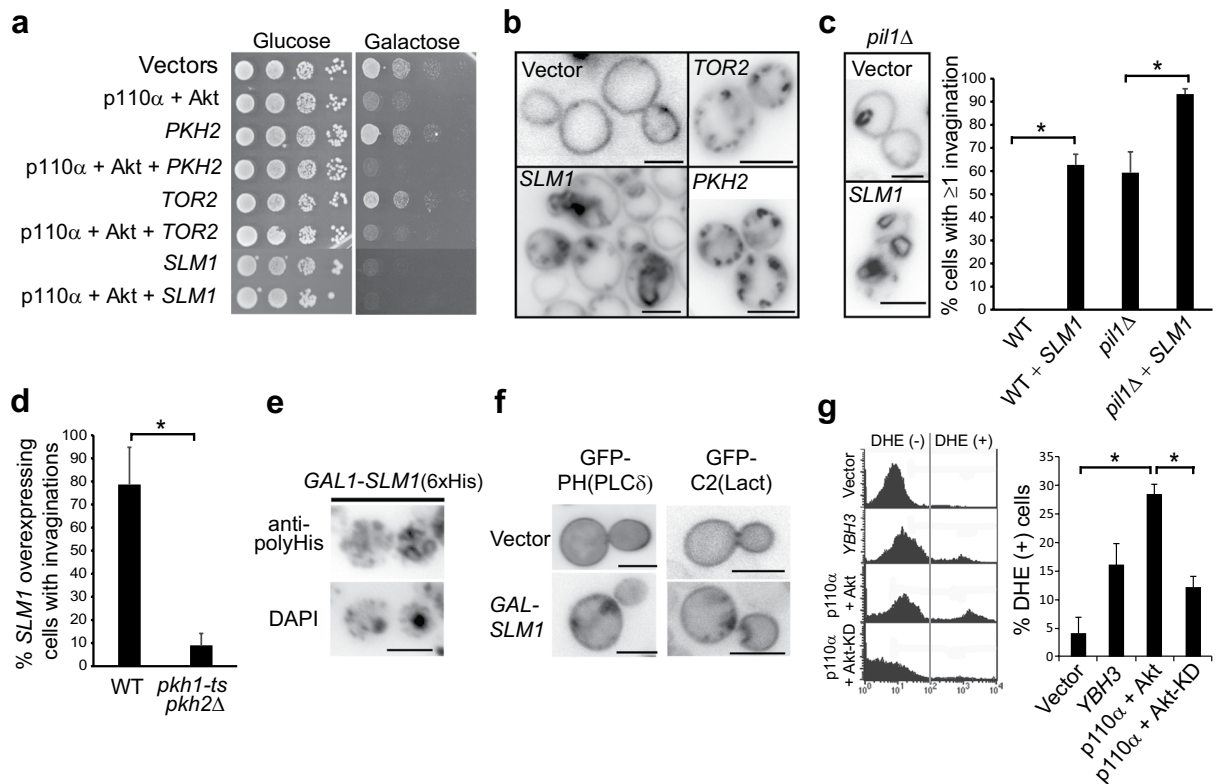 a
Glucose Galactose
Vectors
p110α + Akt
PKH2
p110α + Akt + PKH2
TOR2
p110α + Akt + TOR2
SLM1
p110α + Akt + SLM1
b
Vector
TOR2
SLM1
PKH2
c
pil1Δ
Vector
SLM1
% cells with ≥1 invagination
100
90
80
70
60
50
40
30
20
10
0
*
*
WT
WT + SLM1
pil1Δ
pil1Δ + SLM1
d
% SLM1 overexpressing
cells with invaginations
100
90
80
70
60
50
40
30
20
10
0
*
WT
pkh1-ts
pkh2Δ
e
GAL1-SLM1(6xHis)
anti-
polyHis
DAPI
f
GFP-
PH(PLCδ)
GFP-
C2(Lact)
Vector
GAL-
SLM1
g
DHE (-) DHE (+)
Vector
YBH3
p110α
+ Akt
p110α
+ Akt-KD
10⁰ 10¹ 10² 10³ 10⁴
% DHE (+) cells
35
30
25
20
15
10
5
0
*
*
Vector
YBH3
p110α + Akt
p110α + Akt-KD